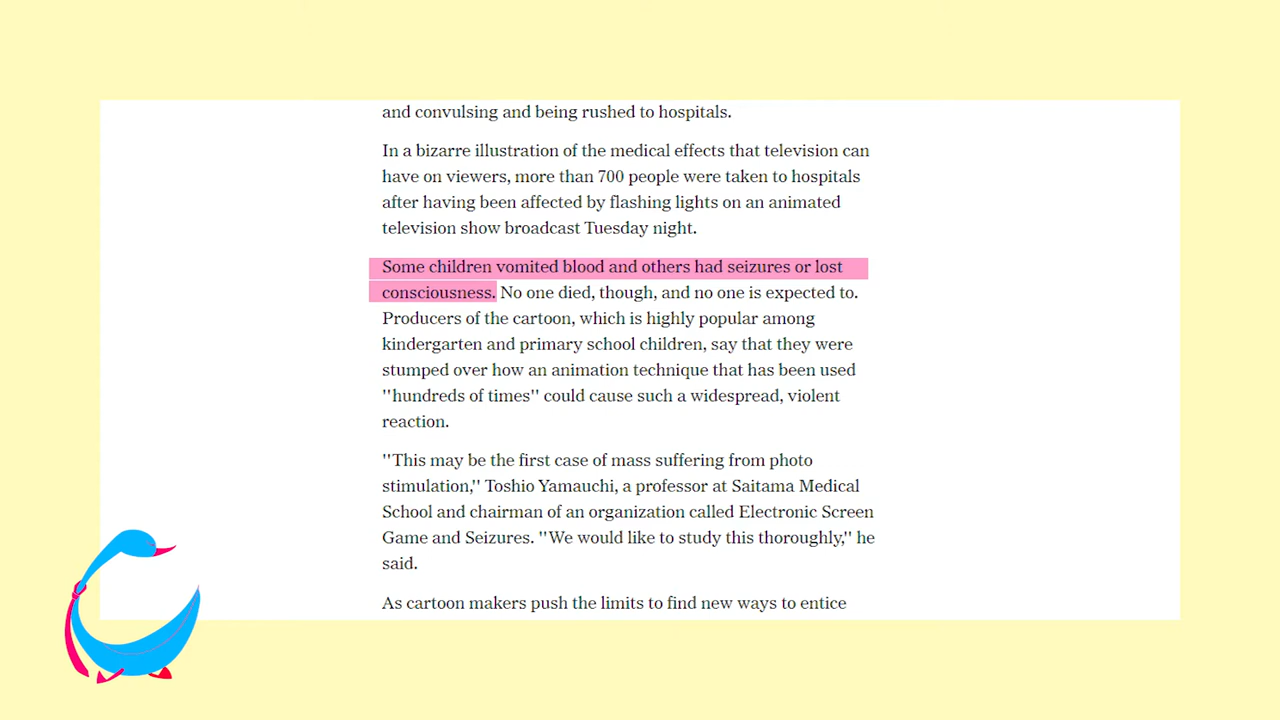 and convulsing and being rushed to hospitals.
In a bizarre illustration of the medical effects that television can
have on viewers, more than 700 people were taken to hospitals
after having been affected by flashing lights on an animated
television show broadcast Tuesday night.
Some children vomited blood and others had seizures or lost
consciousness. No one died, though, and no one is expected to.
Producers of the cartoon, which is highly popular among
kindergarten and primary school children, say that they were
stumped over how an animation technique that has been used
''hundreds of times'' could cause such a widespread, violent
reaction.
''This may be the first case of mass suffering from photo
stimulation,'' Toshio Yamauchi, a professor at Saitama Medical
School and chairman of an organization called Electronic Screen
Game and Seizures. ''We would like to study this thoroughly,'' he
said.
As cartoon makers push the limits to find new ways to entice